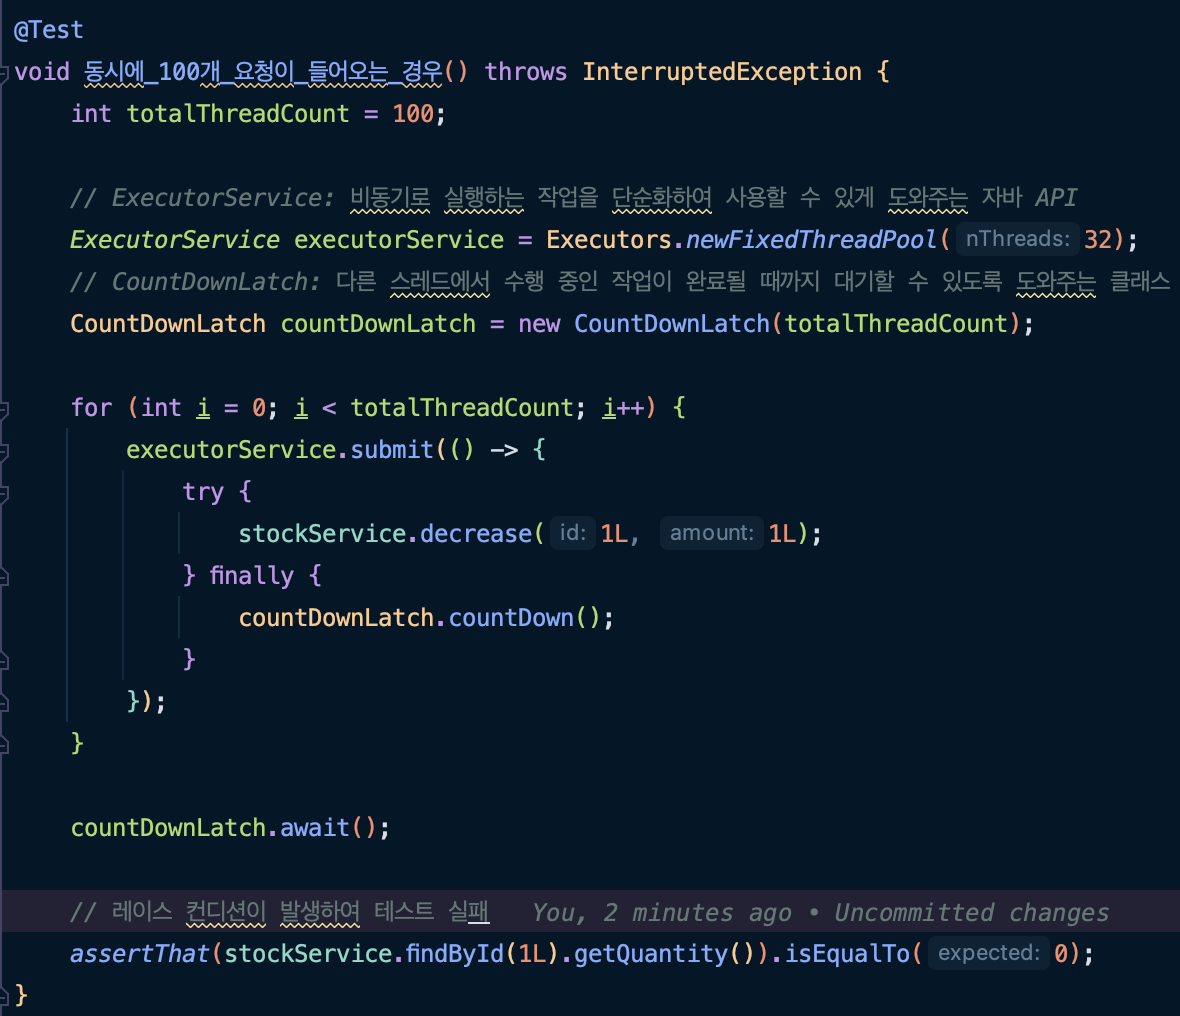 @Test
void 동시에_100개_요청이_들어오는_경우() throws InterruptedException {
int totalThreadCount = 100;
// ExecutorService: 비동기로 실행하는 작업을 단순화하여 사용할 수 있게 도와주는 자바 API
ExecutorService executorService = Executors.newFixedThreadPool( nThreads: 32);
// CountDownLatch: 다른 스레드에서 수행 중인 작업이 완료될 때까지 대기할 수 있도록 도와주는 클래스
CountDownLatch countDownLatch = new CountDownLatch(totalThreadCount);
for (int i = 0; i < totalThreadCount; i++) {
executorService.submit(() -> {
try {
stockService.decrease( id: 1L, amount: 1L);
} finally {
countDownLatch.countDown();
}
});
}
countDownLatch.await();
// 레이스 컨디션이 발생하여 테스트 실패 You, 2 minutes ago • Uncommitted changes
assertThat(stockService.findById(1L).getQuantity()).isEqualTo( expected: 0);
}